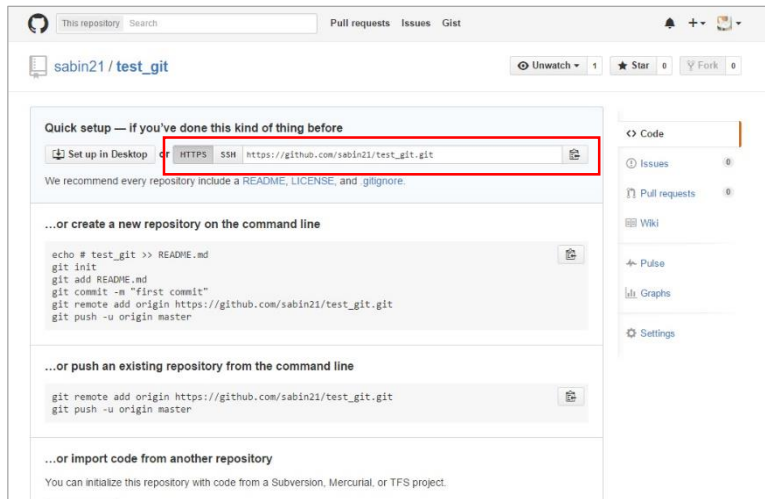 This repository Search Pull requests Issues Gist
sabin21 / test_git Unwatch 1 Star 0 Fork 0
Quick setup — if you've done this kind of thing before
Set up in Desktop or HTTPS SSH https://github.com/sabin21/test_git.git
We recommend every repository include a README, LICENSE, and .gitignore.
…or create a new repository on the command line
echo # test_git >> README.md
git init
git add README.md
git commit -m "first commit"
git remote add origin https://github.com/sabin21/test_git.git
git push -u origin master
…or push an existing repository from the command line
git remote add origin https://github.com/sabin21/test_git.git
git push -u origin master
…or import code from another repository
You can initialize this repository with code from a Subversion, Mercurial, or TFS project.
<> Code
Issues 0
Pull requests 0
Wiki
Pulse
Graphs
Settings